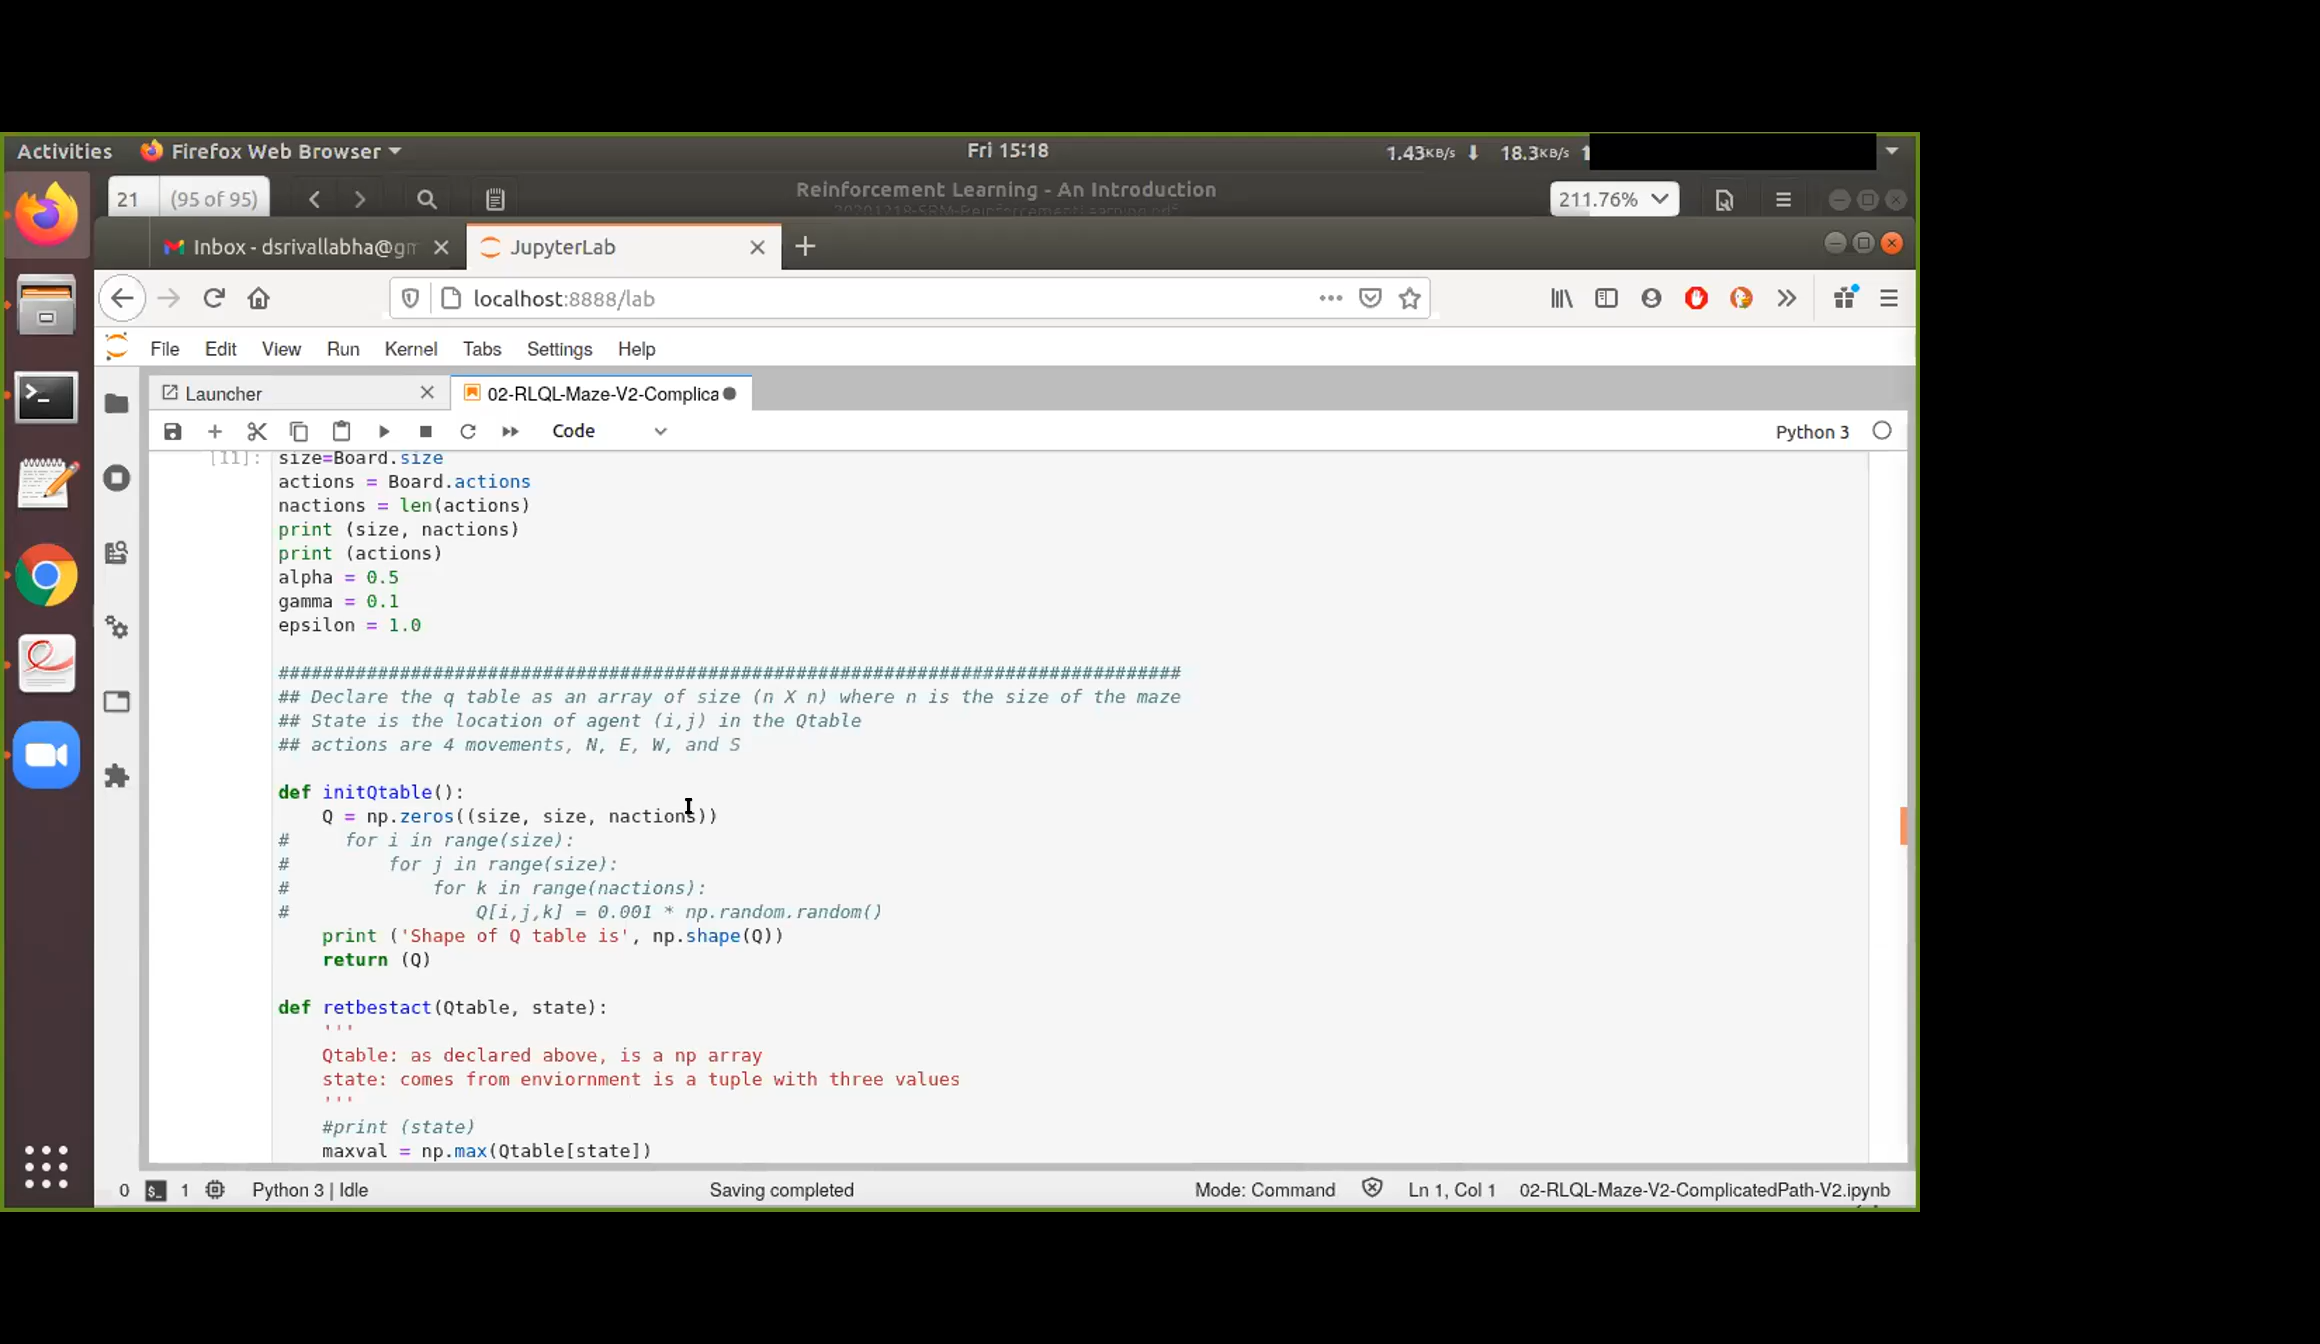 Activities Firefox Web Browser Fri 15:18 1.43KB/s 18.3KB/s
21 (95 of 95) Reinforcement Learning - An Introduction 211.76%
20201218-SRM-ReinforcementLearning.pdf
Inbox - dsrivallabha@gm JupyterLab
localhost:8888/lab
File Edit View Run Kernel Tabs Settings Help
Launcher 02-RLQL-Maze-V2-Complica
Code Python 3
[11]: size=Board.size
actions = Board.actions
nactions = len(actions)
print (size, nactions)
print (actions)
alpha = 0.5
gamma = 0.1
epsilon = 1.0
##################################################################################
## Declare the q table as an array of size (n X n) where n is the size of the maze
## State is the location of agent (i,j) in the Qtable
## actions are 4 movements, N, E, W, and S
def initQtable():
Q = np.zeros((size, size, nactions))
# for i in range(size):
# for j in range(size):
# for k in range(nactions):
# Q[i,j,k] = 0.001 * np.random.random()
print ('Shape of Q table is', np.shape(Q))
return (Q)
def retbestact(Qtable, state):
'''
Qtable: as declared above, is a np array
state: comes from enviornment is a tuple with three values
'''
#print (state)
maxval = np.max(Qtable[state])
0 $_ 1 Python 3 | Idle Saving completed Mode: Command Ln 1, Col 1 02-RLQL-Maze-V2-ComplicatedPath-V2.ipynb